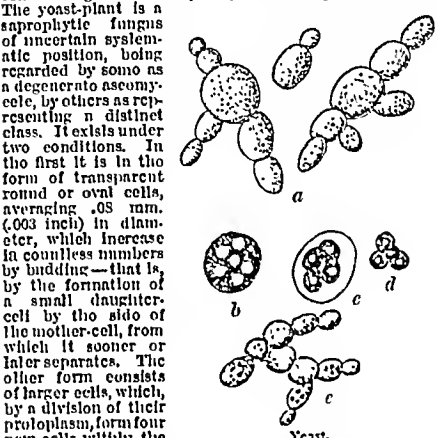 The yeast-plant is a
saprophytic fungus
of uncertain system-
atic position, being
regarded by some as
a degenerate ascomy-
cete, by others as rep-
resenting a distinct
class. It exists under
two conditions. In
the first it is in the
form of transparent
round or oval cells,
averaging .08 mm.
(.003 inch) in diam-
eter, which increase
in countless numbers
by budding—that is,
by the formation of
a small daughter-
cell by the side of
the mother-cell, from
which it sooner or
later separates. The
other form consists
of larger cells, which,
by a division of their
protoplasm, form four
new cells within the
a
b
c
d
e
Yeast.